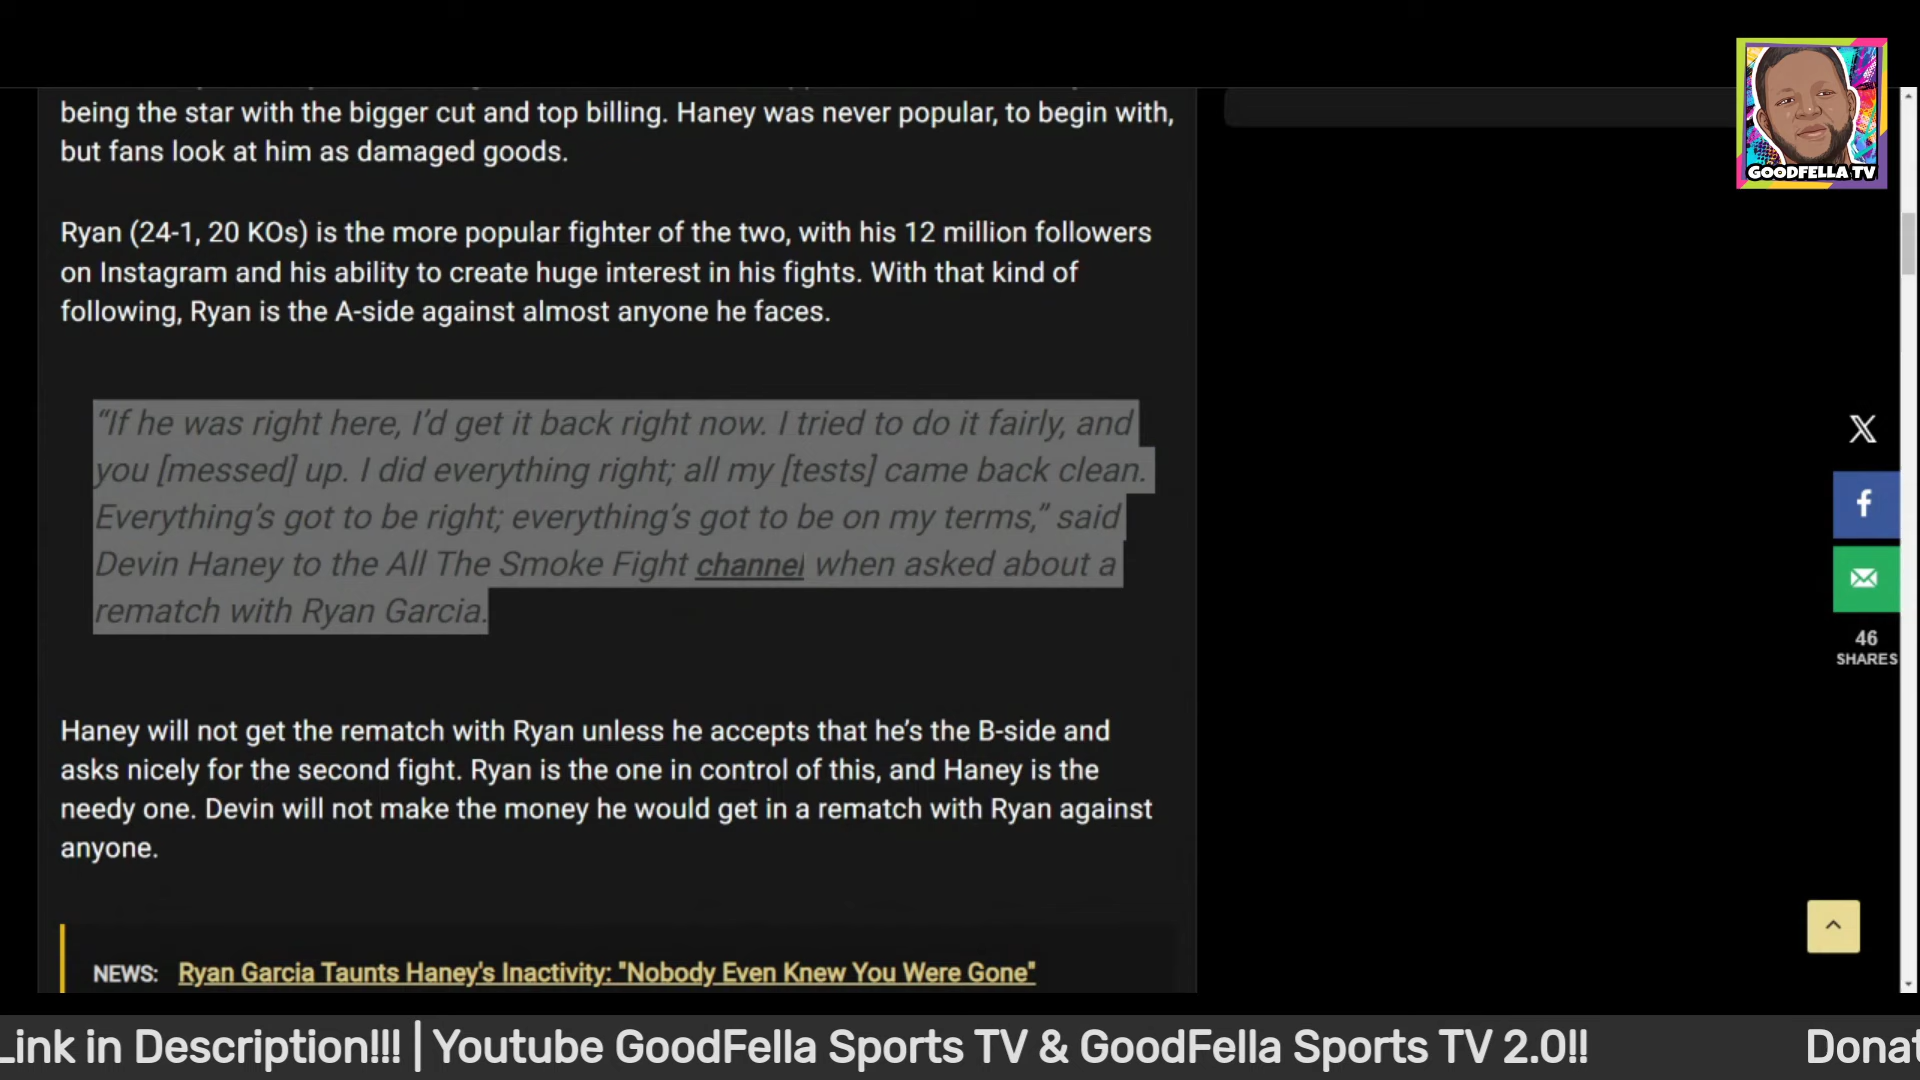 being the star with the bigger cut and top billing. Haney was never popular, to begin with,
but fans look at him as damaged goods.
GOODFELLA TV
Ryan (24-1, 20 KOs) is the more popular fighter of the two, with his 12 million followers
on Instagram and his ability to create huge interest in his fights. With that kind of
following, Ryan is the A-side against almost anyone he faces.
“If he was right here, I’d get it back right now. I tried to do it fairly, and
you [messed] up. I did everything right; all my [tests] came back clean.
Everything’s got to be right; everything’s got to be on my terms,” said
Devin Haney to the All The Smoke Fight channel when asked about a
rematch with Ryan Garcia.
46
SHARES
Haney will not get the rematch with Ryan unless he accepts that he’s the B-side and
asks nicely for the second fight. Ryan is the one in control of this, and Haney is the
needy one. Devin will not make the money he would get in a rematch with Ryan against
anyone.
NEWS: Ryan Garcia Taunts Haney's Inactivity: "Nobody Even Knew You Were Gone"
Link in Description!!! | Youtube GoodFella Sports TV & GoodFella Sports TV 2.0!! Donat